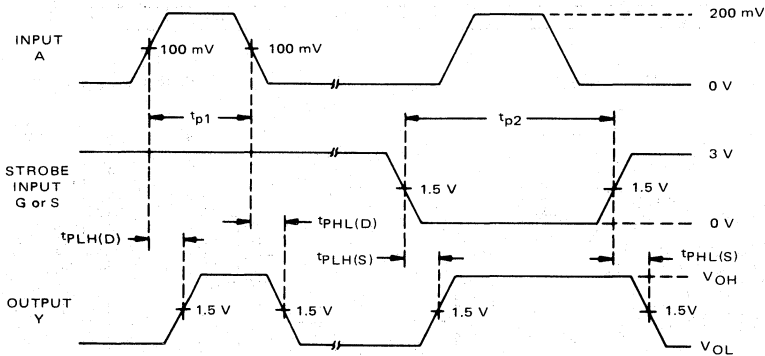 200 mV
INPUT
A
100 mV
100 mV
0 V
tp1
tp2
3 V
STROBE
INPUT
G or S
1.5 V
1.5 V
0 V
tPLH(D)
tPHL(D)
tPLH(S)
tPHL(S)
VOH
OUTPUT
Y
1.5 V
1.5 V
1.5 V
1.5V
VOL